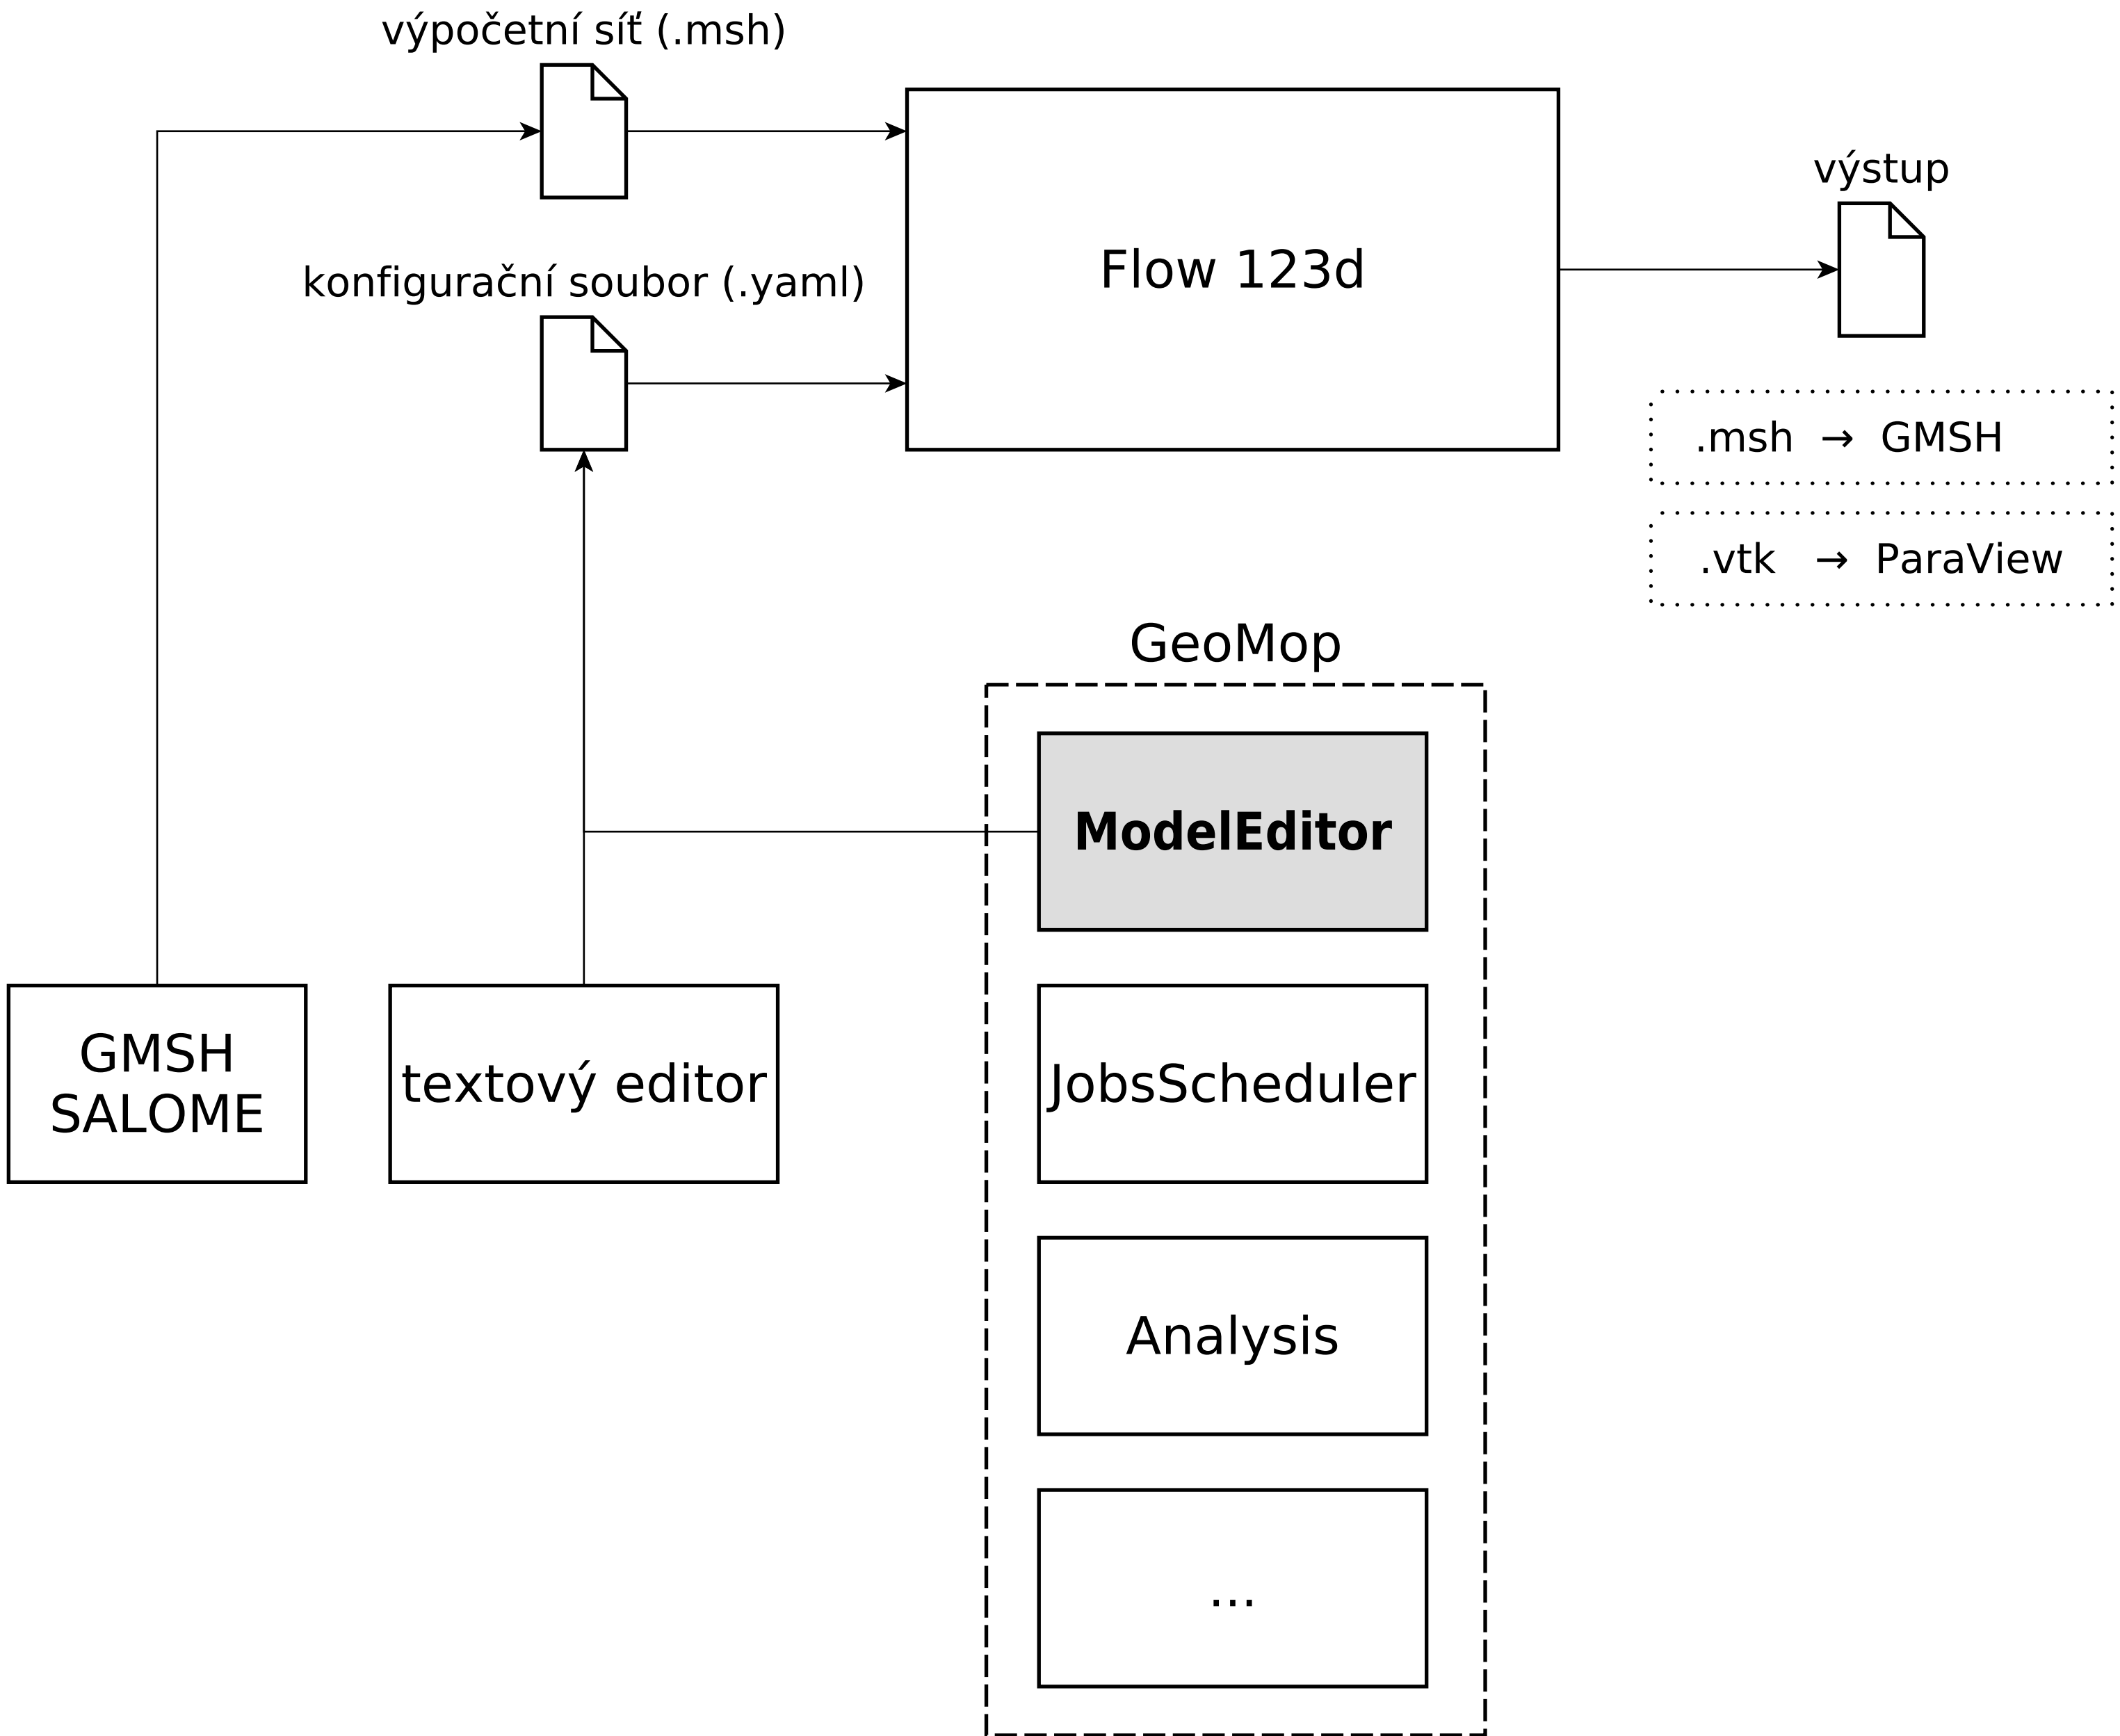 výpočetní síť (.msh)
konfigurační soubor (.yaml)
Flow 123d
výstup
.msh → GMSH
.vtk → ParaView
GeoMop
ModelEditor
GMSH
SALOME
textový editor
JobsScheduler
Analysis
...